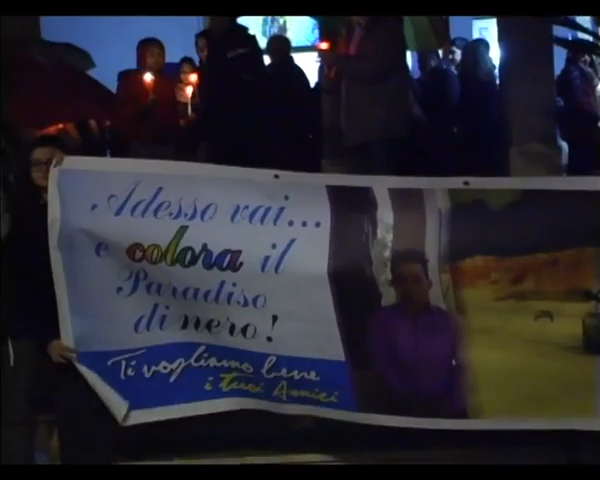 Adesso vai...
e colora il
Paradiso
di nero!
Ti vogliamo bene
i tuoi Amici